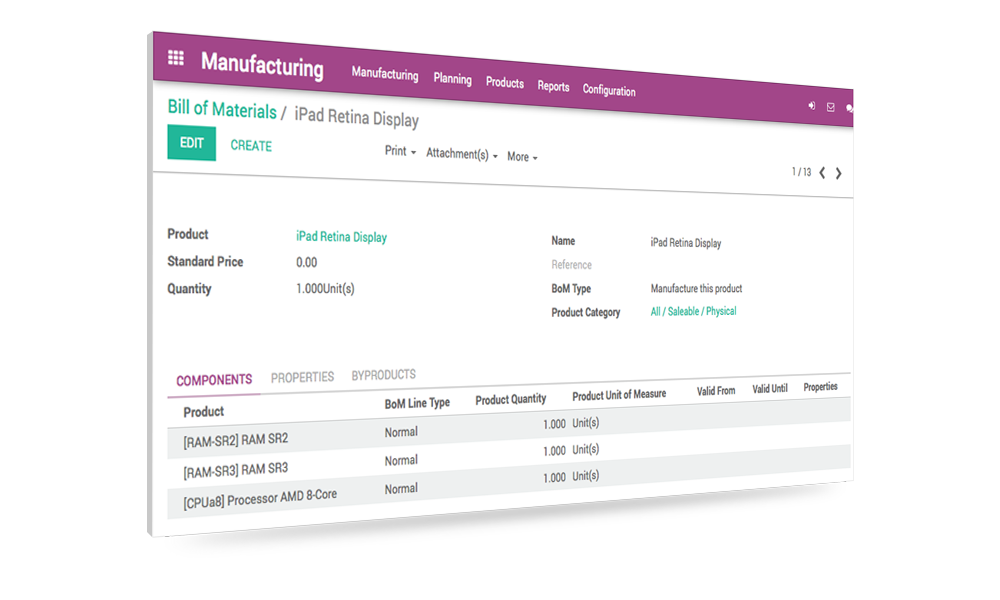 Manufacturing Manufacturing Planning Products Reports Configuration
Bill of Materials / iPad Retina Display
EDIT CREATE Print Attachment(s) More 1 / 13
Product iPad Retina Display Name iPad Retina Display
Standard Price 0.00 Reference
Quantity 1.000Unit(s) BoM Type Manufacture this product
Product Category All / Saleable / Physical
COMPONENTS PROPERTIES BYPRODUCTS
Product BoM Line Type Product Quantity Product Unit of Measure Valid From Valid Until Properties
[RAM-SR2] RAM SR2 Normal 1.000 Unit(s)
[RAM-SR3] RAM SR3 Normal 1.000 Unit(s)
[CPUa8] Processor AMD 8-Core Normal 1.000 Unit(s)